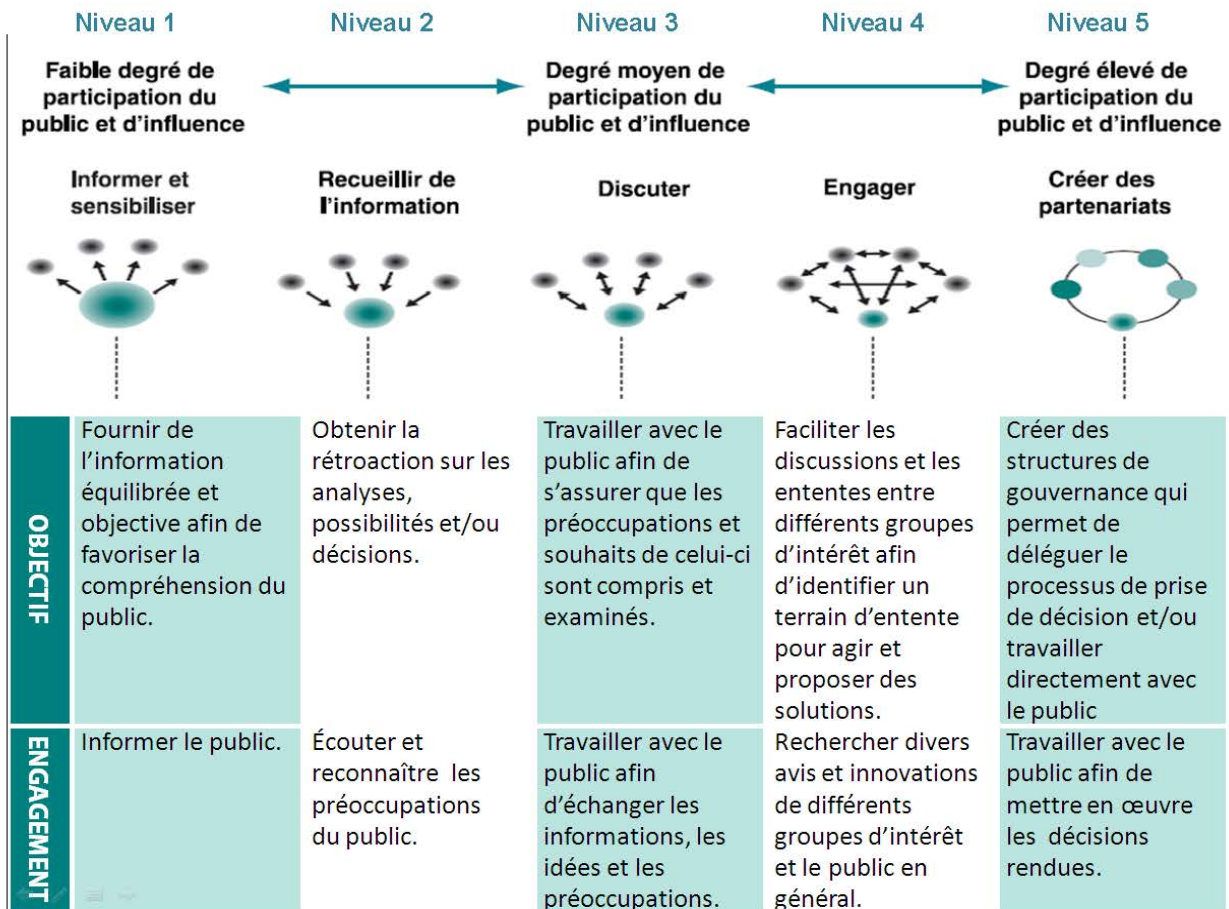 Niveau 1
Niveau 2
Niveau 3
Niveau 4
Niveau 5
Faible degré de
participation du
public et d'influence
Degré moyen de
participation du
public et d'influence
Degré élevé de
participation du
public et d'influence
Informer et
sensibiliser
Recueillir de
l'information
Discuter
Engager
Créer des
partenariats
OBJECTIF
Fournir de
l'information
équilibrée et
objective afin de
favoriser la
compréhension du
public.
Obtenir la
rétroaction sur les
analyses,
possibilités et/ou
décisions.
Travailler avec le
public afin de
s'assurer que les
préoccupations et
souhaits de celui-ci
sont compris et
examinés.
Faciliter les
discussions et les
ententes entre
différents groupes
d'intérêt afin
d'identifier un
terrain d'entente
pour agir et
proposer des
solutions.
Créer des
structures de
gouvernance qui
permet de
déléguer le
processus de prise
de décision et/ou
travailler
directement avec
le public
ENGAGEMENT
Informer le public.
Écouter et
reconnaître les
préoccupations
du public.
Travailler avec le
public afin
d'échanger les
informations, les
idées et les
préoccupations.
Rechercher divers
avis et innovations
de différents
groupes d'intérêt
et le public en
général.
Travailler avec le
public afin de
mettre en œuvre
les décisions
rendues.